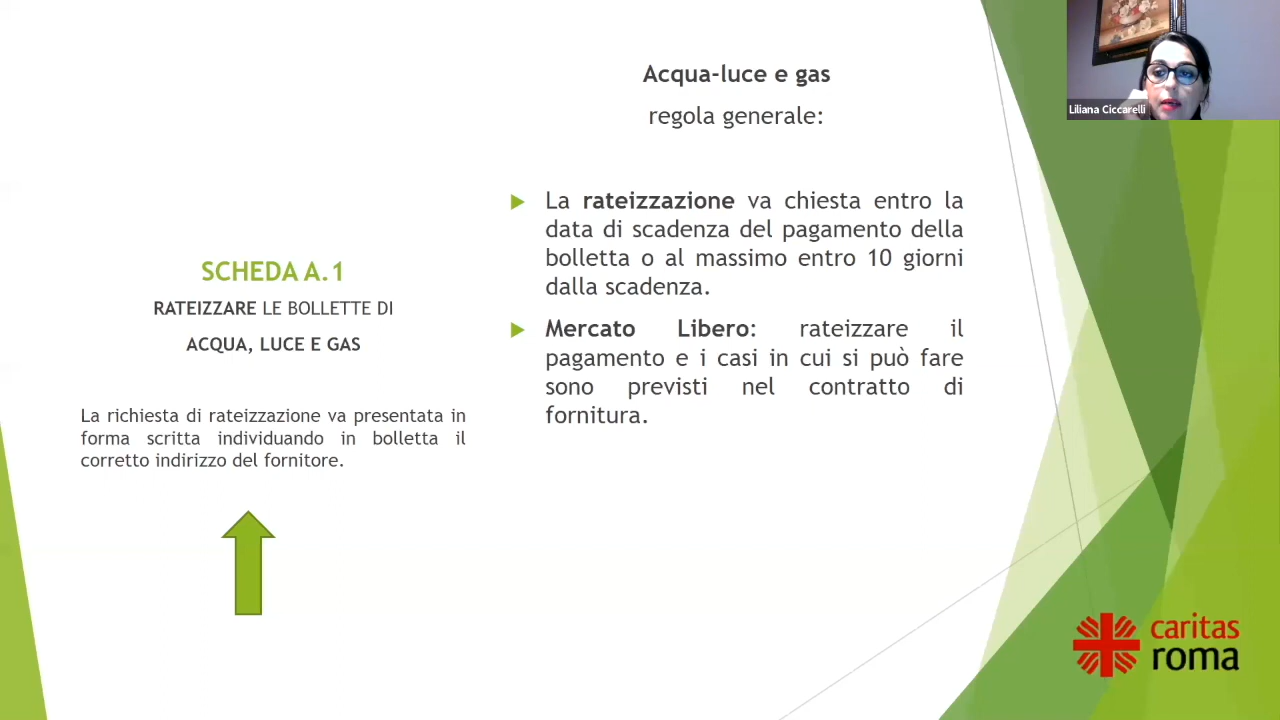 SCHEDA A.1
RATEIZZARE LE BOLLETTE DI
ACQUA, LUCE E GAS
La richiesta di rateizzazione va presentata in
forma scritta individuando in bolletta il
corretto indirizzo del fornitore.
Acqua-luce e gas
regola generale:
La rateizzazione va chiesta entro la
data di scadenza del pagamento della
bolletta o al massimo entro 10 giorni
dalla scadenza.
Mercato Libero: rateizzare il
pagamento e i casi in cui si può fare
sono previsti nel contratto di
fornitura.
Liliana Ciccarelli
caritas
roma